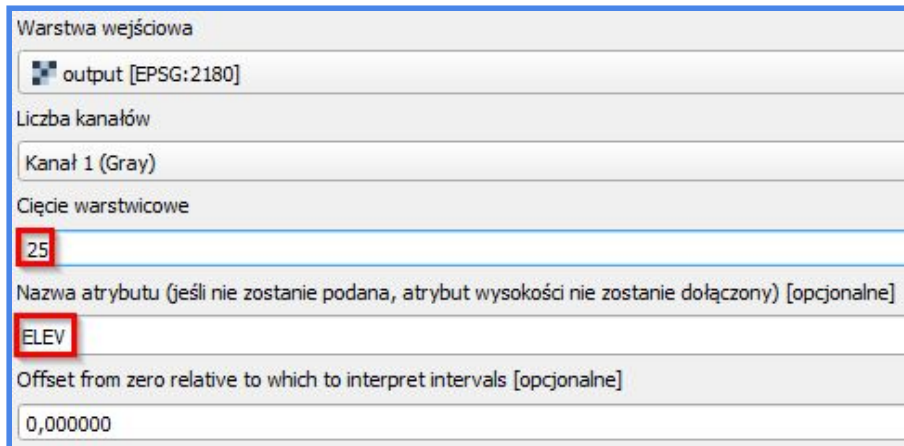 Warstwa wejściowa
output [EPSG:2180]
Liczba kanałów
Kanał 1 (Gray)
Cięcie warstwicowe
25
Nazwa atrybutu (jeśli nie zostanie podana, atrybut wysokości nie zostanie dołączony) [opcjonalne]
ELEV
Offset from zero relative to which to interpret intervals [opcjonalne]
0,000000